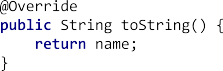 @Override
public String toString() {
    return name;
}